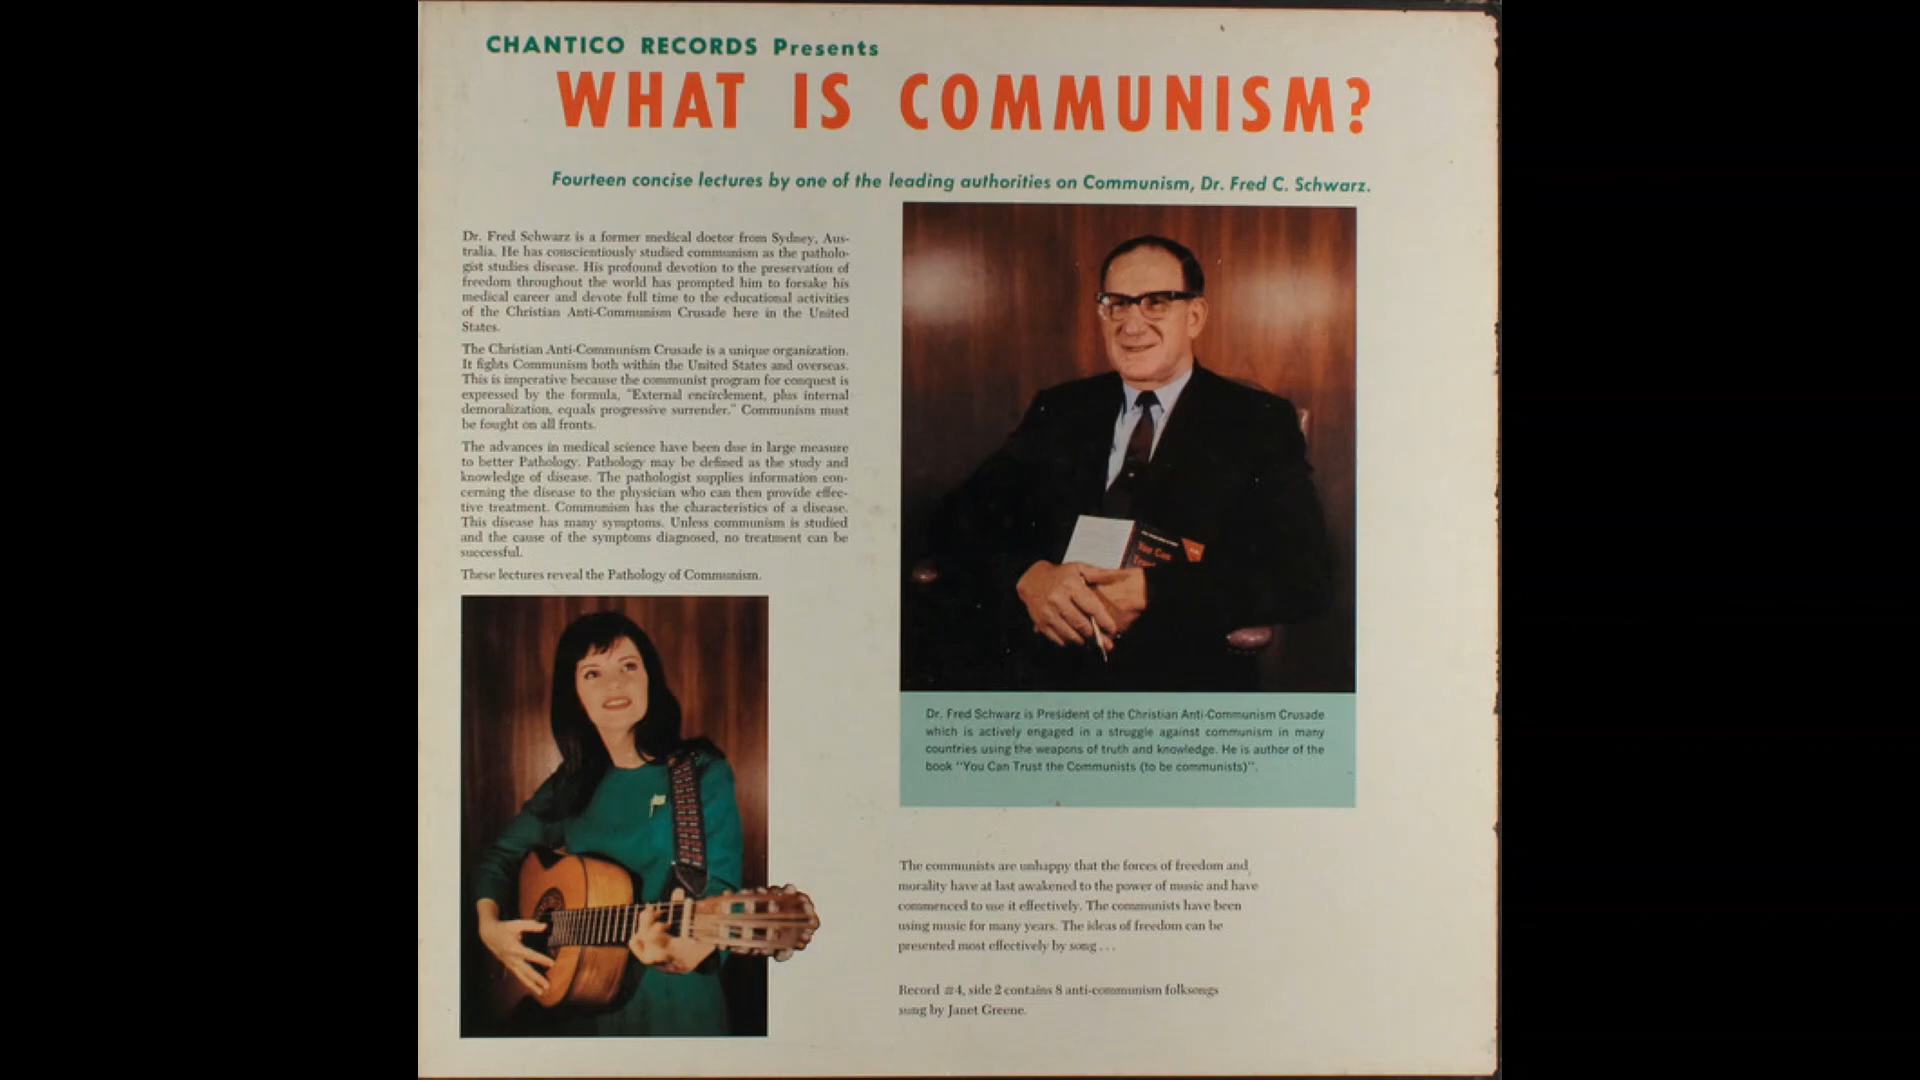 CHANTICO RECORDS Presents
WHAT IS COMMUNISM?
Fourteen concise lectures by one of the leading authorities on Communism, Dr. Fred C. Schwarz.
Dr. Fred Schwarz is a former medical doctor from Sydney, Aus-
tralia. He has conscientiously studied communism as the patholo-
gist studies disease. His profound devotion to the preservation of
freedom throughout the world has prompted him to forsake his
medical career and devote full time to the educational activities
of the Christian Anti-Communism Crusade here in the United
States.
The Christian Anti-Communism Crusade is a unique organization.
It fights Communism both within the United States and overseas.
This is imperative because the communist program for conquest is
expressed by the formula, "External encirclement, plus internal
demoralization, equals progressive surrender." Communism must
be fought on all fronts.
The advances in medical science have been due in large measure
to better Pathology. Pathology may be defined as the study and
knowledge of disease. The pathologist supplies information con-
cerning the disease to the physician who can then provide effec-
tive treatment. Communism has the characteristics of a disease.
This disease has many symptoms. Unless communism is studied
and the cause of the symptoms diagnosed, no treatment can be
successful.
These lectures reveal the Pathology of Communism.
You Can
Trust
Dr. Fred Schwarz is President of the Christian Anti-Communism Crusade
which is actively engaged in a struggle against communism in many
countries using the weapons of truth and knowledge. He is author of the
book "You Can Trust the Communists (to be communists)".
The communists are unhappy that the forces of freedom and
morality have at last awakened to the power of music and have
commenced to use it effectively. The communists have been
using music for many years. The ideas of freedom can be
presented most effectively by song . . .
Record #4, side 2 contains 8 anti-communism folksongs
sung by Janet Greene.